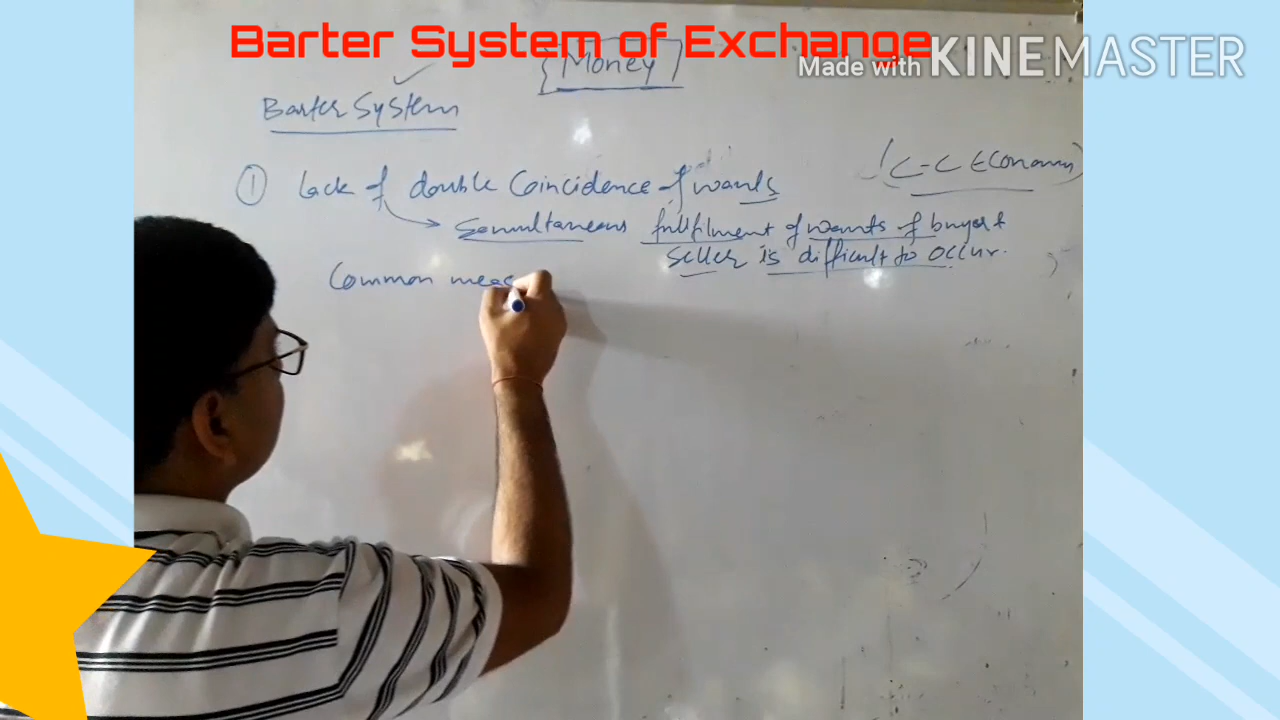 Barter System of Exchange
Made with KINEMASTER
Money
Barter System
① Lack of double Coincidence of wants
(C-C Economy)
Simultaneous fulfilment of wants of buyer &
seller is difficult to occur.
Common meas